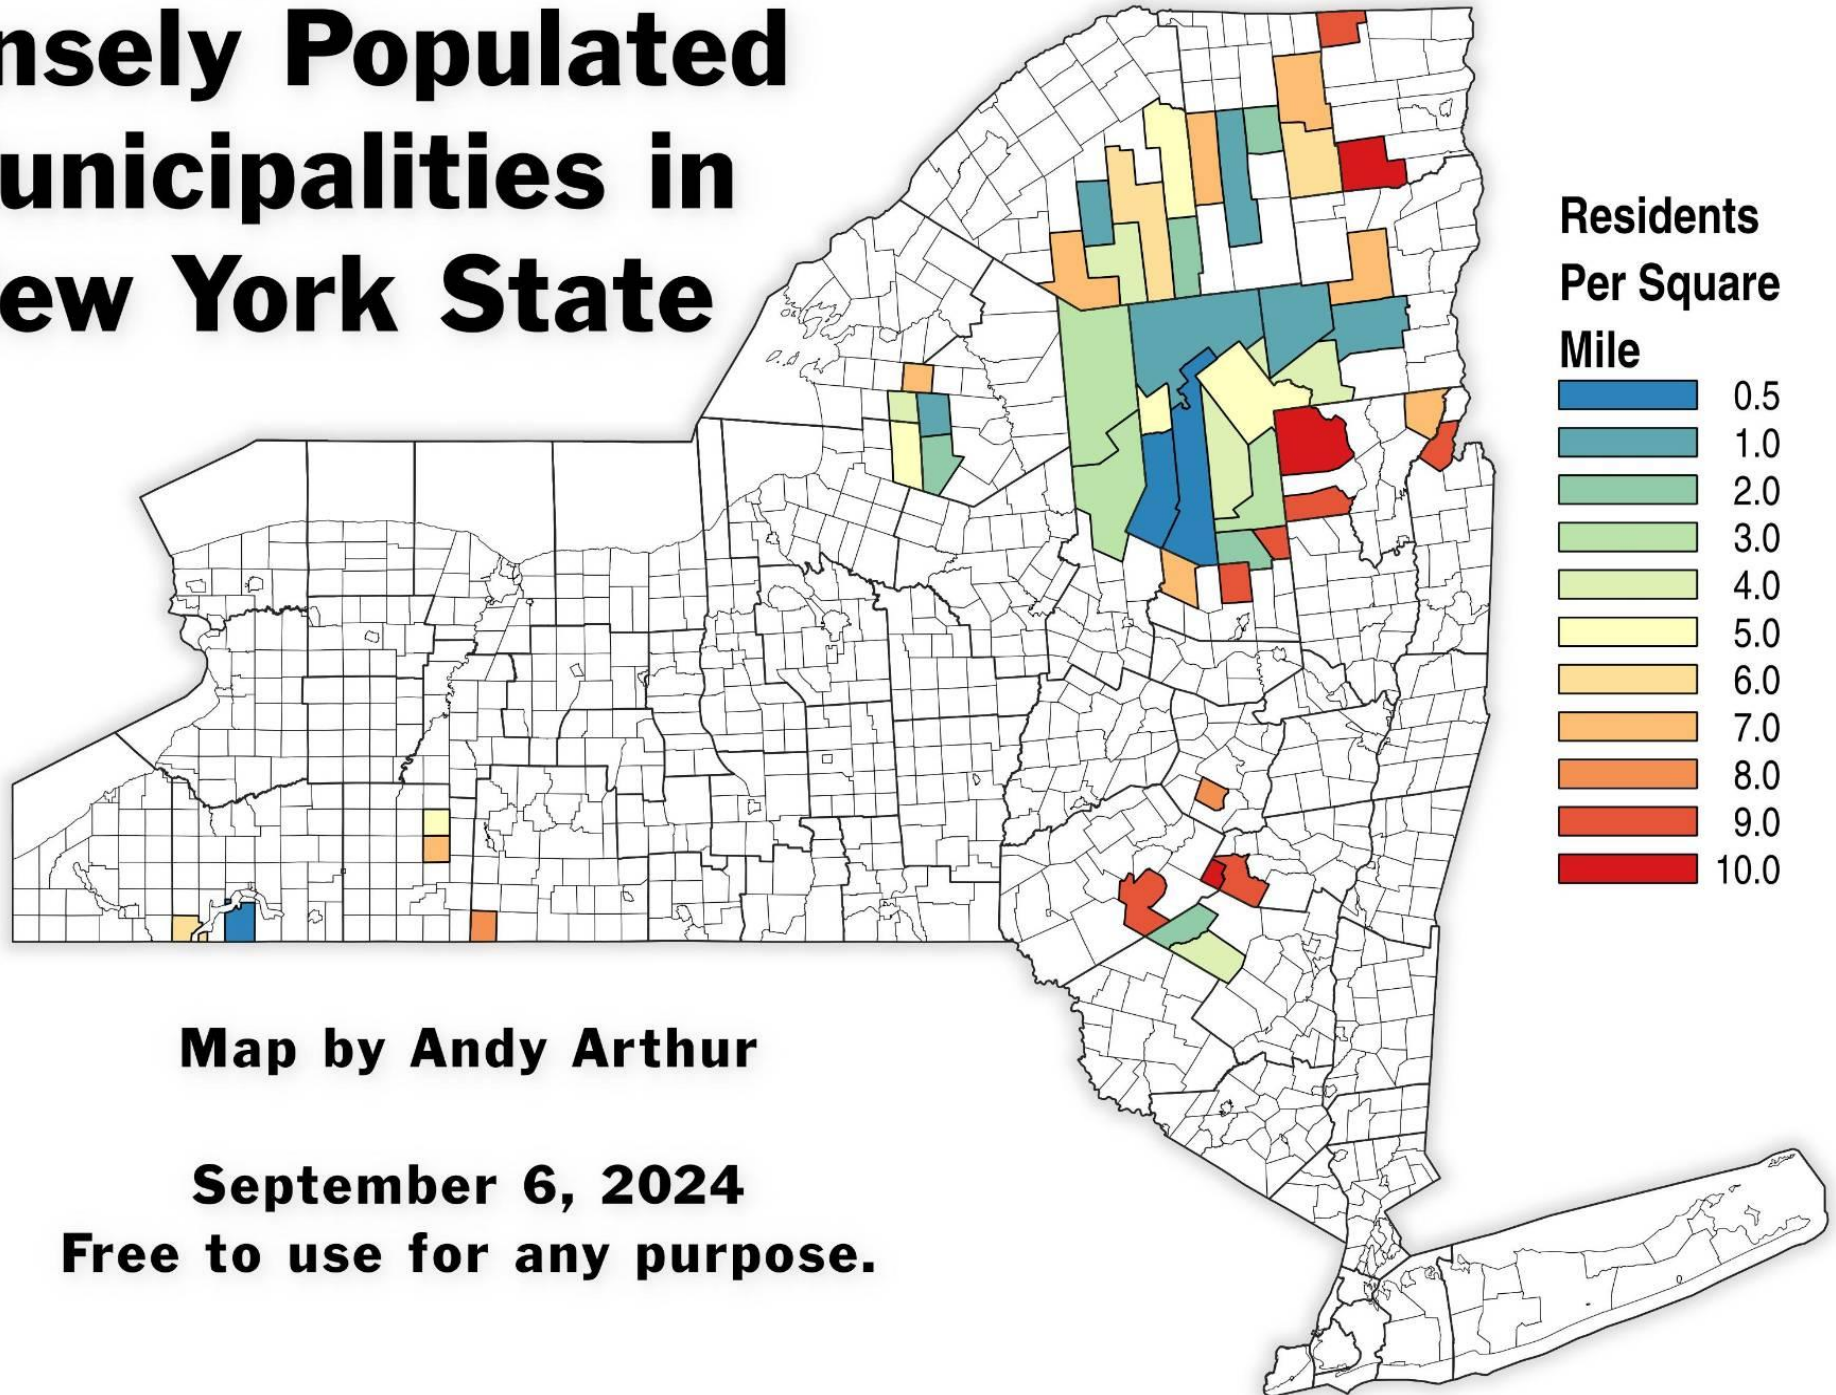 nsely Populated
unicipalities in
ew York State
Residents
Per Square
Mile
0.5
1.0
2.0
3.0
4.0
5.0
6.0
7.0
8.0
9.0
10.0
Map by Andy Arthur
September 6, 2024
Free to use for any purpose.